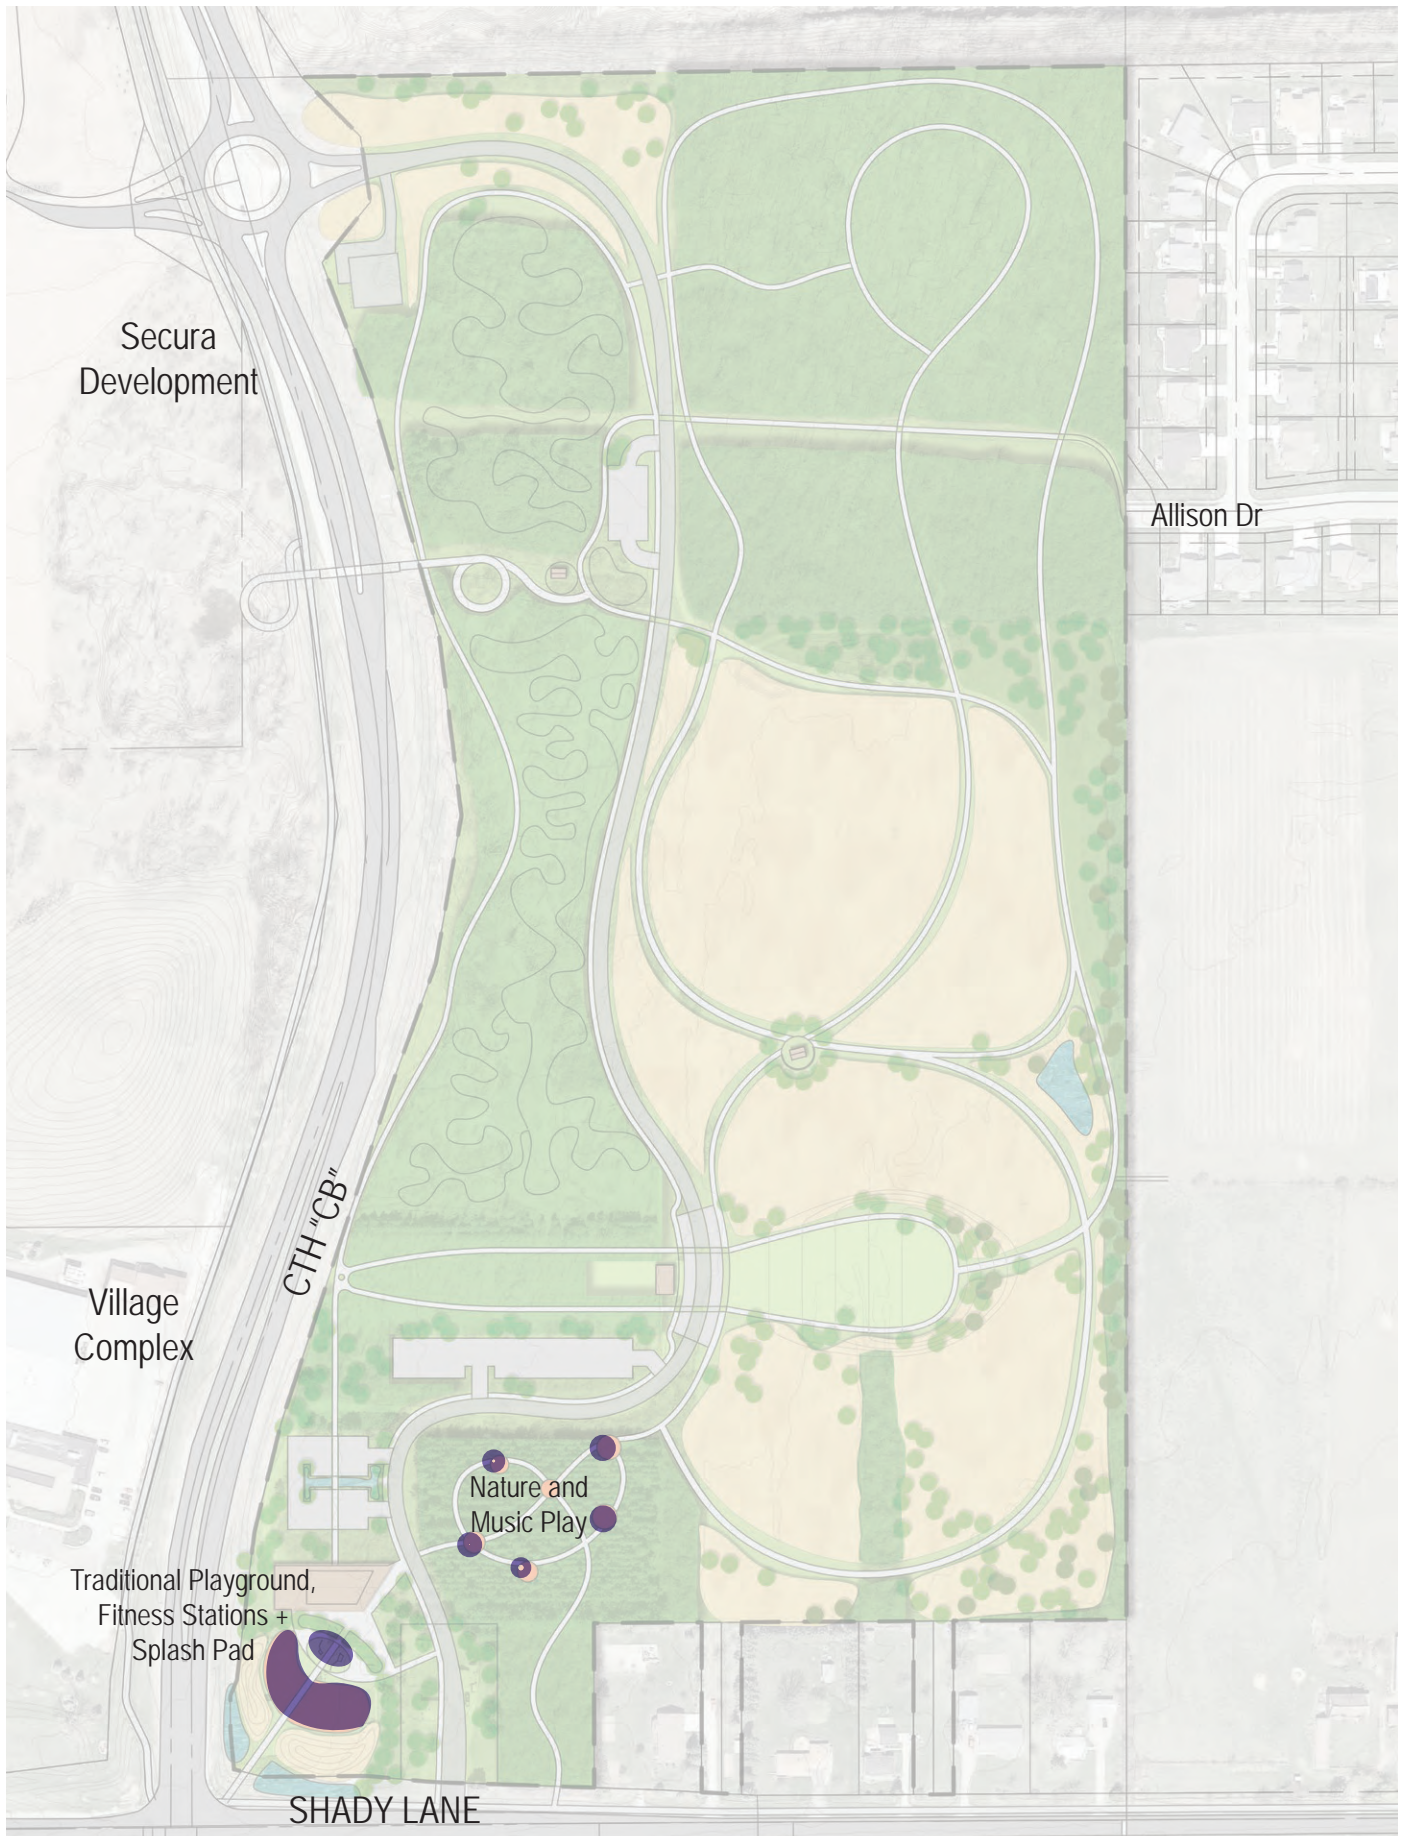 Secura
Development
Allison Dr
CTH "CB"
Village
Complex
Nature and
Music Play
Traditional Playground,
Fitness Stations +
Splash Pad
SHADY LANE